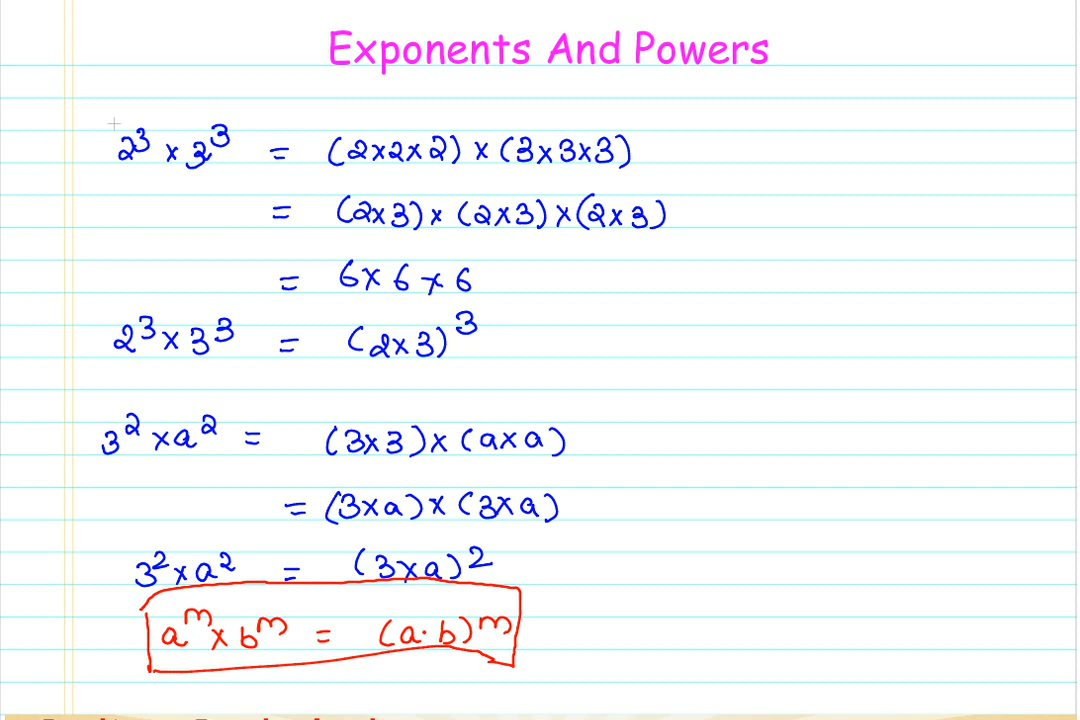 Exponents And Powers
2³ × 3³ = (2×2×2) × (3×3×3)
= (2×3) × (2×3) × (2×3)
= 6×6×6
2³ × 3³ = (2×3)³
3² × a² = (3×3) × (a×a)
= (3×a) × (3×a)
3² × a² = (3×a)²
aᵐ × bᵐ = (a·b)ᵐ